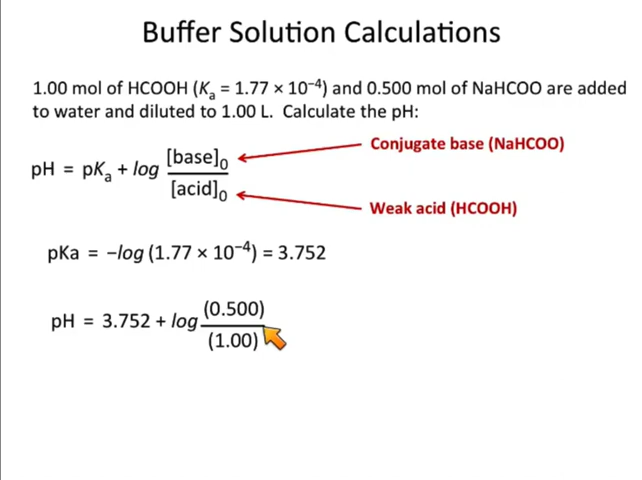 Buffer Solution Calculations
1.00 mol of HCOOH (Kₐ = 1.77 × 10⁻⁴) and 0.500 mol of NaHCOO are added
to water and diluted to 1.00 L. Calculate the pH:
pH = pKₐ + log [base]₀ / [acid]₀
Conjugate base (NaHCOO)
Weak acid (HCOOH)
pKa = −log (1.77 × 10⁻⁴) = 3.752
pH = 3.752 + log (0.500) / (1.00)